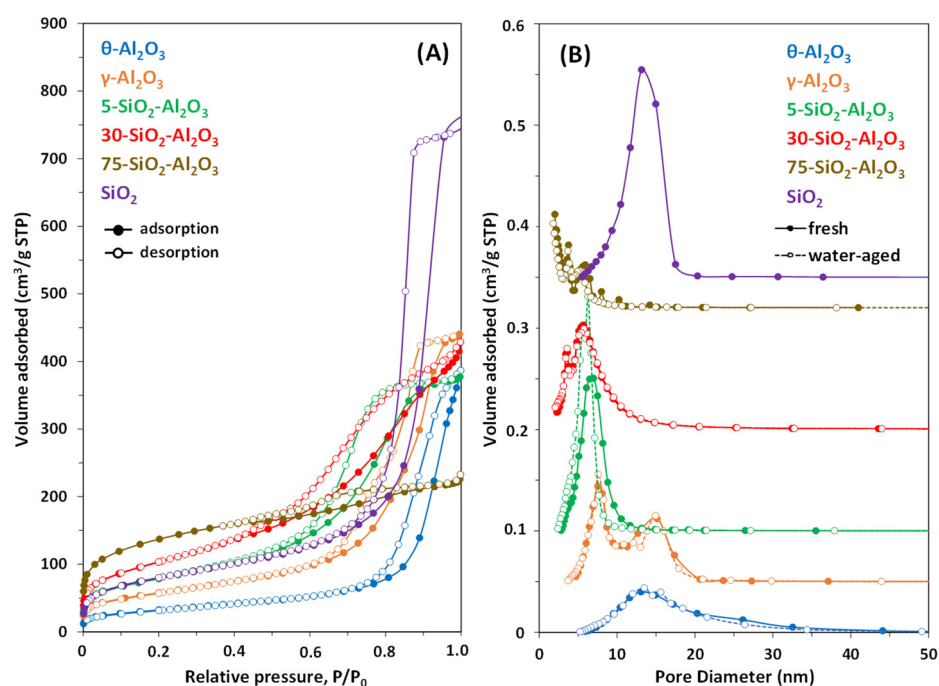 (A)
θ-Al₂O₃
γ-Al₂O₃
5-SiO₂-Al₂O₃
30-SiO₂-Al₂O₃
75-SiO₂-Al₂O₃
SiO₂
adsorption
desorption
Volume adsorbed (cm³/g STP)
900
800
700
600
500
400
300
200
100
0
0
0.2
0.4
0.6
0.8
1.0
Relative pressure, P/P₀
(B)
θ-Al₂O₃
γ-Al₂O₃
5-SiO₂-Al₂O₃
30-SiO₂-Al₂O₃
75-SiO₂-Al₂O₃
SiO₂
fresh
water-aged
Volume adsorbed (cm³/g STP)
0.6
0.5
0.4
0.3
0.2
0.1
0
0
10
20
30
40
50
Pore Diameter (nm)